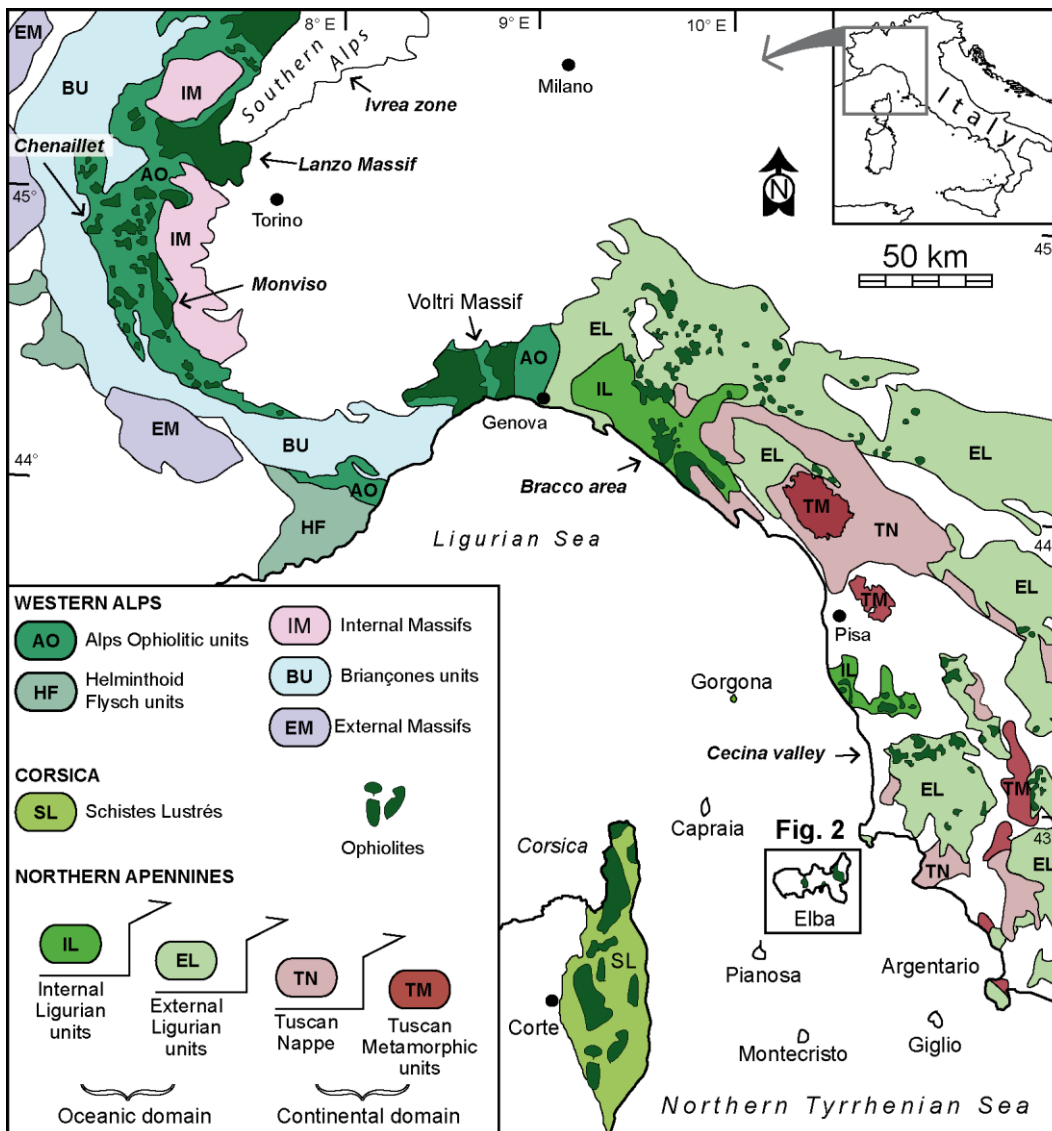 8° E
9° E
10° E
EM
BU
IM
Southern Alps
Ivrea zone
Milano
Italy
Chenaillet
AO
Lanzo Massif
N
45°
Torino
45
IM
50 km
Monviso
Voltri Massif
EL
AO
IL
EM
Genova
BU
44°
EL
EL
Bracco area
AO
TM
TN
HF
Ligurian Sea
44
WESTERN ALPS
AO Alps Ophiolitic units
HF Helminthoid
Flysch units
IM Internal Massifs
BU Briançones units
EM External Massifs
EL
TM
Pisa
IL
Gorgona
Cecina valley
CORSICA
SL Schistes Lustrés
Ophiolites
EL
TM
Capraia
43
Corsica
Fig. 2
EL
TN
Elba
NORTHERN APENNINES
IL
Internal
Ligurian
units
EL
External
Ligurian
units
TN
Tuscan
Nappe
TM
Tuscan
Metamorphic
units
Oceanic domain
Continental domain
SL
Pianosa
Argentario
Corte
Montecristo
Giglio
Northern Tyrrhenian Sea